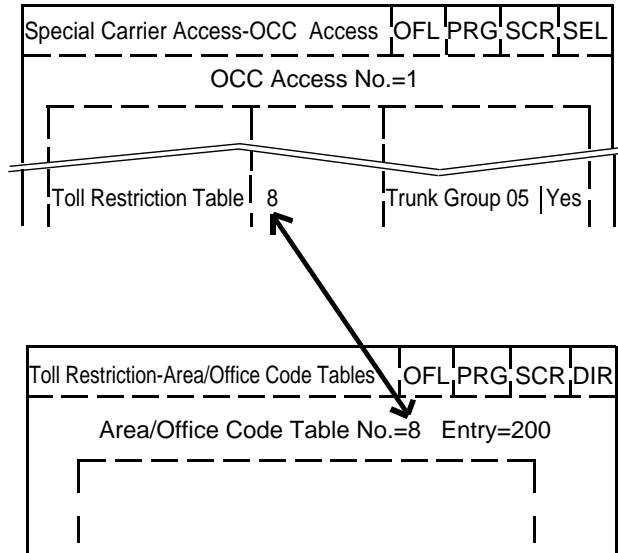 Special Carrier Access-OCC Access OFL PRG SCR SEL
OCC Access No.=1
Toll Restriction Table 8 Trunk Group 05 Yes
Toll Restriction-Area/Office Code Tables OFL PRG SCR DIR
Area/Office Code Table No.=8 Entry=200